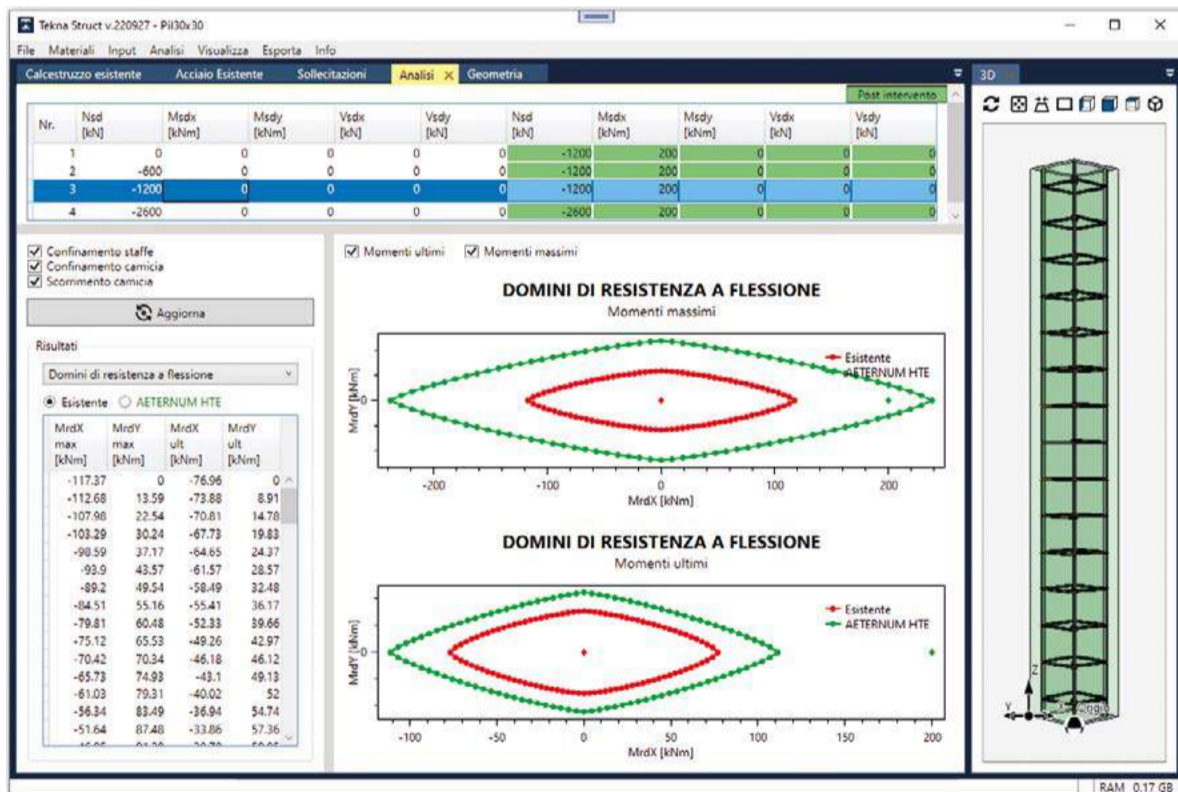 Tekna Struct v.220927 - Pil30x30
File Materiali Input Analisi Visualizza Esporta Info
Calcestruzzo esistente Acciaio Esistente Sollecitazioni Analisi Geometria 3D
Post intervento
Nr. Nsd [kN] Msdx [kNm] Msdy [kNm] Vsdx [kN] Vsdy [kN] Nsd [kN] Msdx [kNm] Msdy [kNm] Vsdx [kN] Vsdy [kN]
1 0 0 0 0 0 -1200 200 0 0 0
2 -600 0 0 0 0 -1200 200 0 0 0
3 -1200 0 0 0 0 -1200 200 0 0 0
4 -2600 0 0 0 0 -2600 200 0 0 0
Confinamento staffe
Confinamento camicia
Scorrimento camicia
Aggiorna
Risultati
Domini di resistenza a flessione
Esistente AETERNUM HTE
MrdX max [kNm] MrdY max [kNm] MrdX ult [kNm] MrdY ult [kNm]
-117.37 0 -76.96 0
-112.68 13.59 -73.88 8.91
-107.98 22.54 -70.81 14.78
-103.29 30.24 -67.73 19.83
-98.59 37.17 -64.65 24.37
-93.9 43.57 -61.57 28.57
-89.2 49.54 -58.49 32.48
-84.51 55.16 -55.41 36.17
-79.81 60.48 -52.33 39.66
-75.12 65.53 -49.26 42.97
-70.42 70.34 -46.18 46.12
-65.73 74.93 -43.1 49.13
-61.03 79.31 -40.02 52
-56.34 83.49 -36.94 54.74
-51.64 87.48 -33.86 57.36
Momenti ultimi Momenti massimi
DOMINI DI RESISTENZA A FLESSIONE
Momenti massimi
Esistente
AETERNUM HTE
MrdY [kNm]
0
-200 -100 0 100 200
MrdX [kNm]
DOMINI DI RESISTENZA A FLESSIONE
Momenti ultimi
Esistente
AETERNUM HTE
MrdY [kNm]
0
-100 -50 0 50 100 150 200
MrdX [kNm]
Z
Y X
RAM 0.17 GB